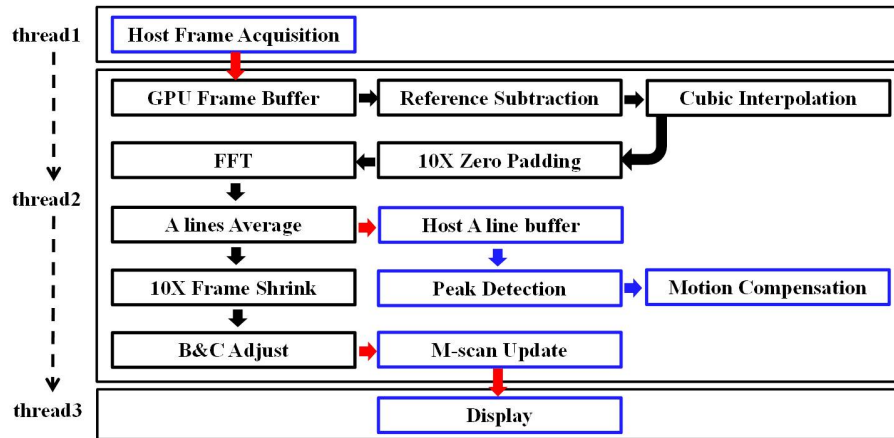 thread1
Host Frame Acquisition
GPU Frame Buffer
Reference Subtraction
Cubic Interpolation
FFT
10X Zero Padding
thread2
A lines Average
Host A line buffer
10X Frame Shrink
Peak Detection
Motion Compensation
B&C Adjust
M-scan Update
thread3
Display